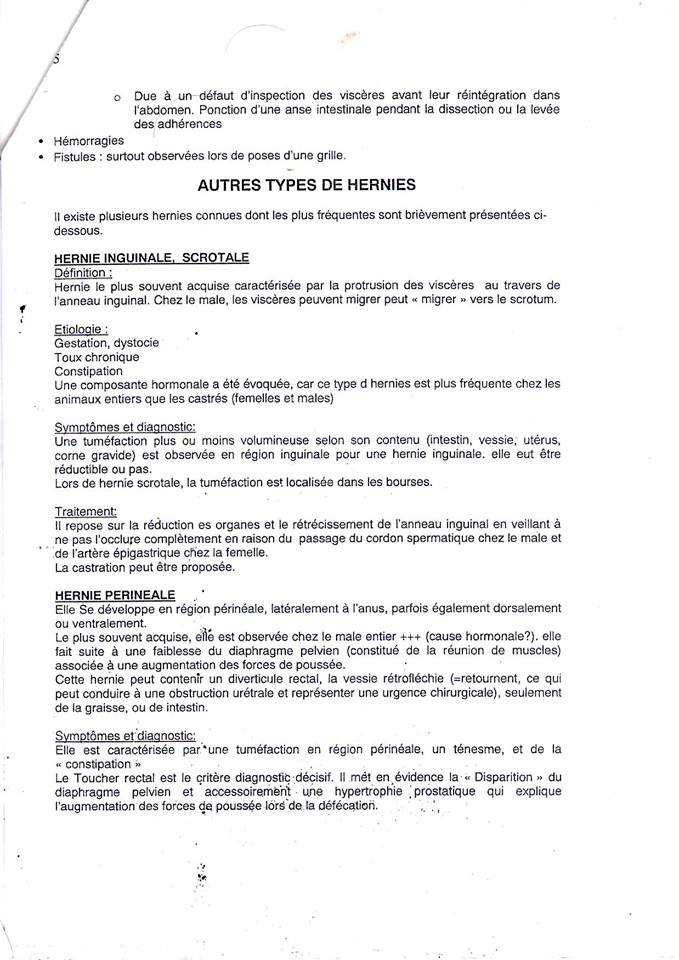 5
o Due à un défaut d'inspection des viscères avant leur réintégration dans
l'abdomen. Ponction d'une anse intestinale pendant la dissection ou la levée
des adhérences
• Hémorragies
• Fistules : surtout observées lors de poses d'une grille.
AUTRES TYPES DE HERNIES
Il existe plusieurs hernies connues dont les plus fréquentes sont brièvement présentées ci-
dessous.
HERNIE INGUINALE, SCROTALE
Définition :
Hernie le plus souvent acquise caractérisée par la protrusion des viscères au travers de
l'anneau inguinal. Chez le male, les viscères peuvent migrer peut « migrer » vers le scrotum.
Etiologie :
Gestation, dystocie
Toux chronique
Constipation
Une composante hormonale a été évoquée, car ce type d hernies est plus fréquente chez les
animaux entiers que les castrés (femelles et males)
Symptômes et diagnostic:
Une tuméfaction plus ou moins volumineuse selon son contenu (intestin, vessie, utérus,
corne gravide) est observée en région inguinale pour une hernie inguinale. elle eut être
réductible ou pas.
Lors de hernie scrotale, la tuméfaction est localisée dans les bourses.
Traitement:
Il repose sur la réduction es organes et le rétrécissement de l'anneau inguinal en veillant à
ne pas l'occlure complètement en raison du passage du cordon spermatique chez le male et
de l'artère épigastrique chez la femelle.
La castration peut être proposée.
HERNIE PERINEALE
Elle Se développe en région périnéale, latéralement à l'anus, parfois également dorsalement
ou ventralement.
Le plus souvent acquise, elle est observée chez le male entier +++ (cause hormonale?). elle
fait suite à une faiblesse du diaphragme pelvien (constitué de la réunion de muscles)
associée à une augmentation des forces de poussée.
Cette hernie peut contenir un diverticule rectal, la vessie rétrofléchie (=retournent, ce qui
peut conduire à une obstruction urétrale et représenter une urgence chirurgicale), seulement
de la graisse, ou de intestin.
Symptômes et diagnostic:
Elle est caractérisée par une tuméfaction en région périnéale, un ténesme, et de la
« constipation »
Le Toucher rectal est le critère diagnostic décisif. Il mét en évidence la « Disparition » du
diaphragme pelvien et accessoirement une hypertrophie prostatique qui explique
l'augmentation des forces de poussée lors de la défécation.